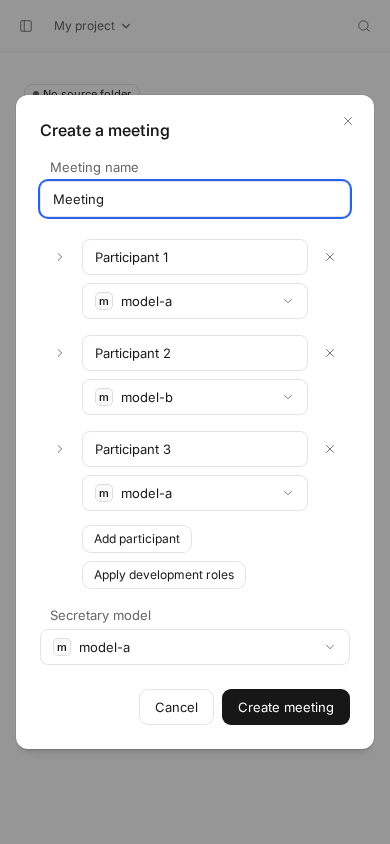 My project
No source folder
Create a meeting
Meeting name
Meeting
Participant 1
m model-a
Participant 2
m model-b
Participant 3
m model-a
Add participant
Apply development roles
Secretary model
m model-a
Cancel
Create meeting